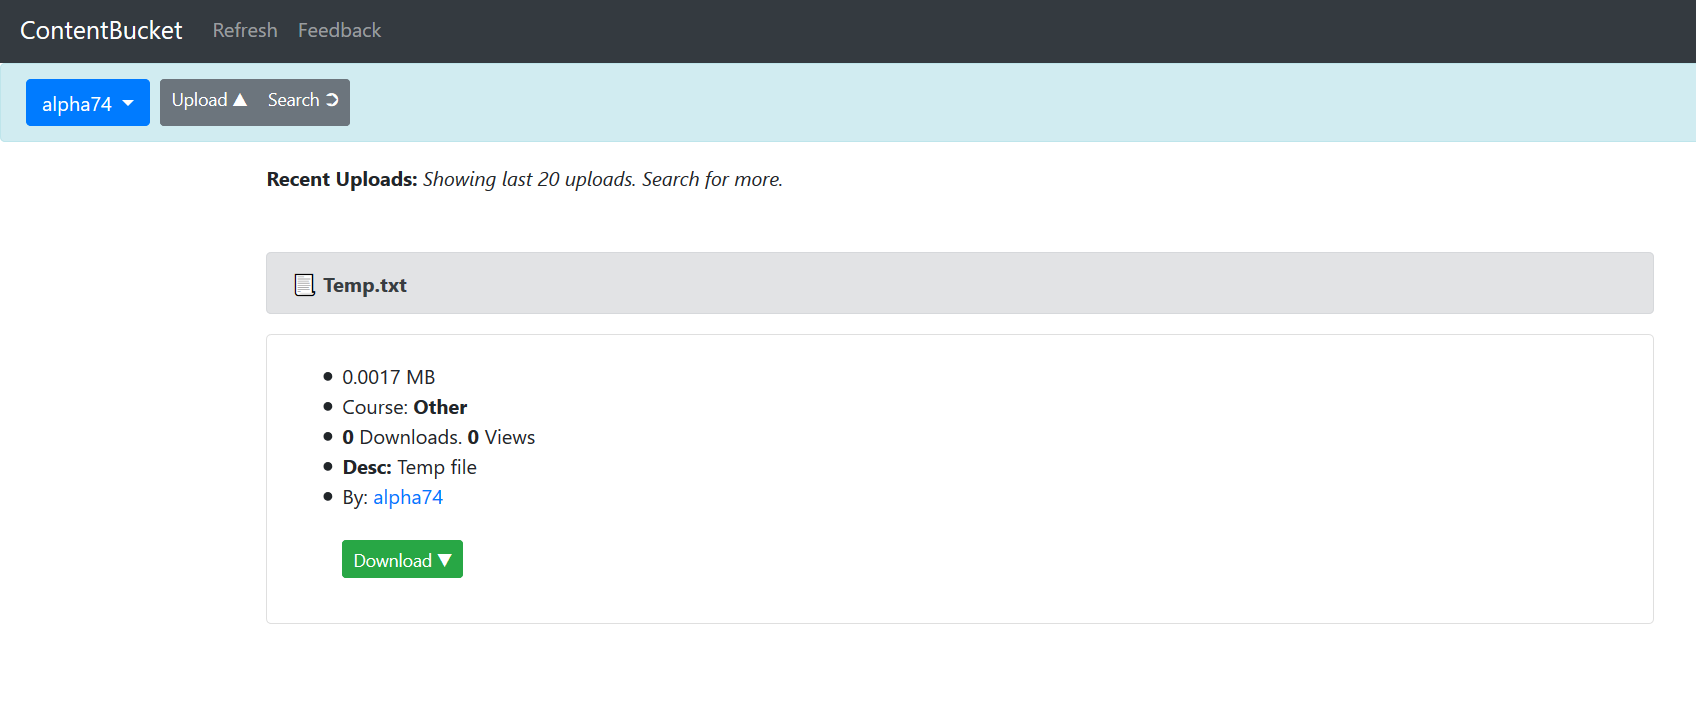 ContentBucket Refresh Feedback
alpha74 Upload ▲ Search ➲
Recent Uploads: Showing last 20 uploads. Search for more.
Temp.txt
• 0.0017 MB
• Course: Other
• 0 Downloads. 0 Views
• Desc: Temp file
• By: alpha74
Download ▼